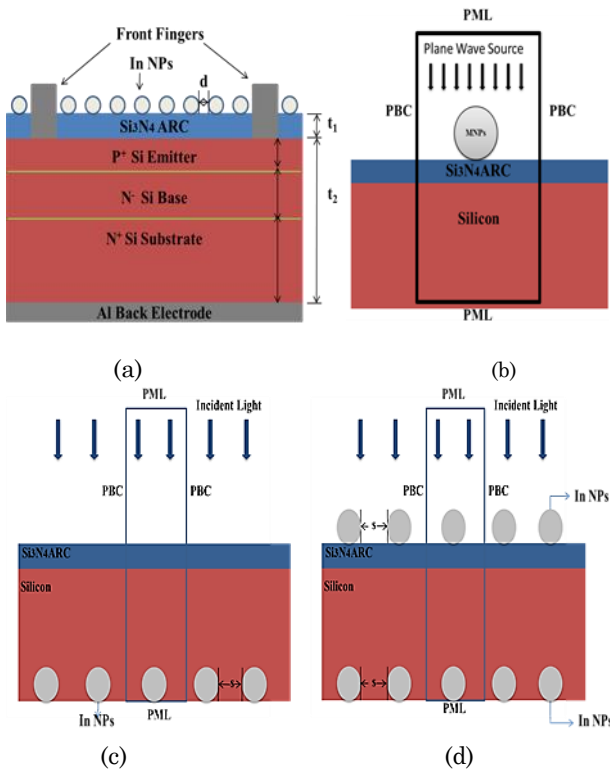 Front Fingers
In NPs
d
Si3N4 ARC
t1
P+ Si Emitter
N- Si Base
t2
N+ Si Substrate
Al Back Electrode
(a)
PML
Plane Wave Source
PBC
PBC
MNPs
Si3N4ARC
Silicon
PML
(b)
PML
Incident Light
PBC
PBC
Si3N4ARC
Silicon
s
In NPs
PML
(c)
PML
Incident Light
PBC
PBC
In NPs
s
Si3N4ARC
Silicon
s
PML
In NPs
(d)